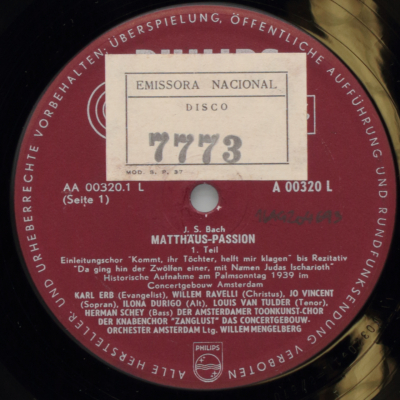 ALLE HERSTELLER- UND URHEBERRECHTE VORBEHALTEN. ÜBERSPIELUNG, ÖFFENTLICHE AUFFÜHRUNG UND RUNDFUNKSENDUNG VERBOTEN
PHILIPS
EMISSORA NACIONAL
DISCO
7773
MOD. G. P. 37
AA 00320.1 L
(Seite 1)
A 00320 L
J. S. Bach
MATTHÄUS-PASSION
1. Teil
Einleitungschor "Kommt, ihr Töchter, helft mir klagen" bis Rezitativ
"Da ging hin der Zwölfen einer, mit Namen Judas Ischarioth"
Historische Aufnahme am Palmsonntag 1939 im
Concertgebouw Amsterdam
KARL ERB (Evangelist), WILLEM RAVELLI (Christus), JO VINCENT
(Sopran), ILONA DURIGO (Alt), LOUIS VAN TULDER (Tenor),
HERMAN SCHEY (Bass) DER AMSTERDAMER TOONKUNST-CHOR
DER KNABENCHOR "ZANGLUST" DAS CONCERTGEBOUW-
ORCHESTER AMSTERDAM Ltg. WILLEM MENGELBERG
PHILIPS